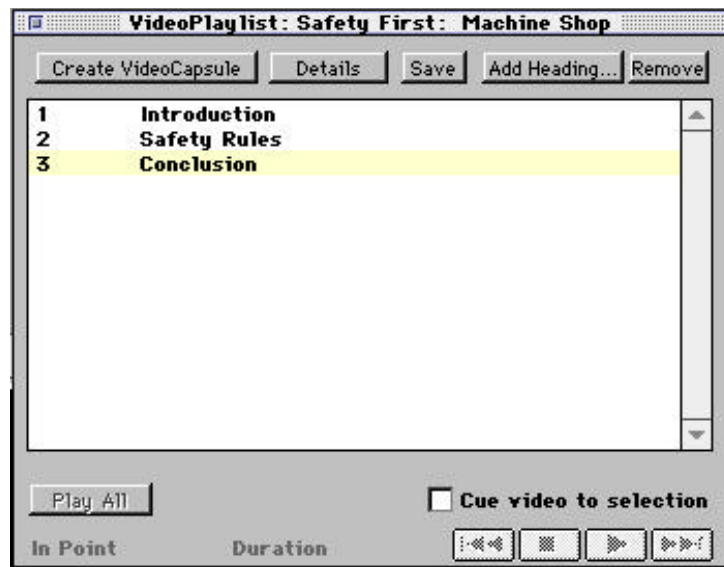 VideoPlaylist: Safety First: Machine Shop
Create VideoCapsule Details Save Add Heading... Remove
1 Introduction
2 Safety Rules
3 Conclusion
Play All Cue video to selection
In Point Duration